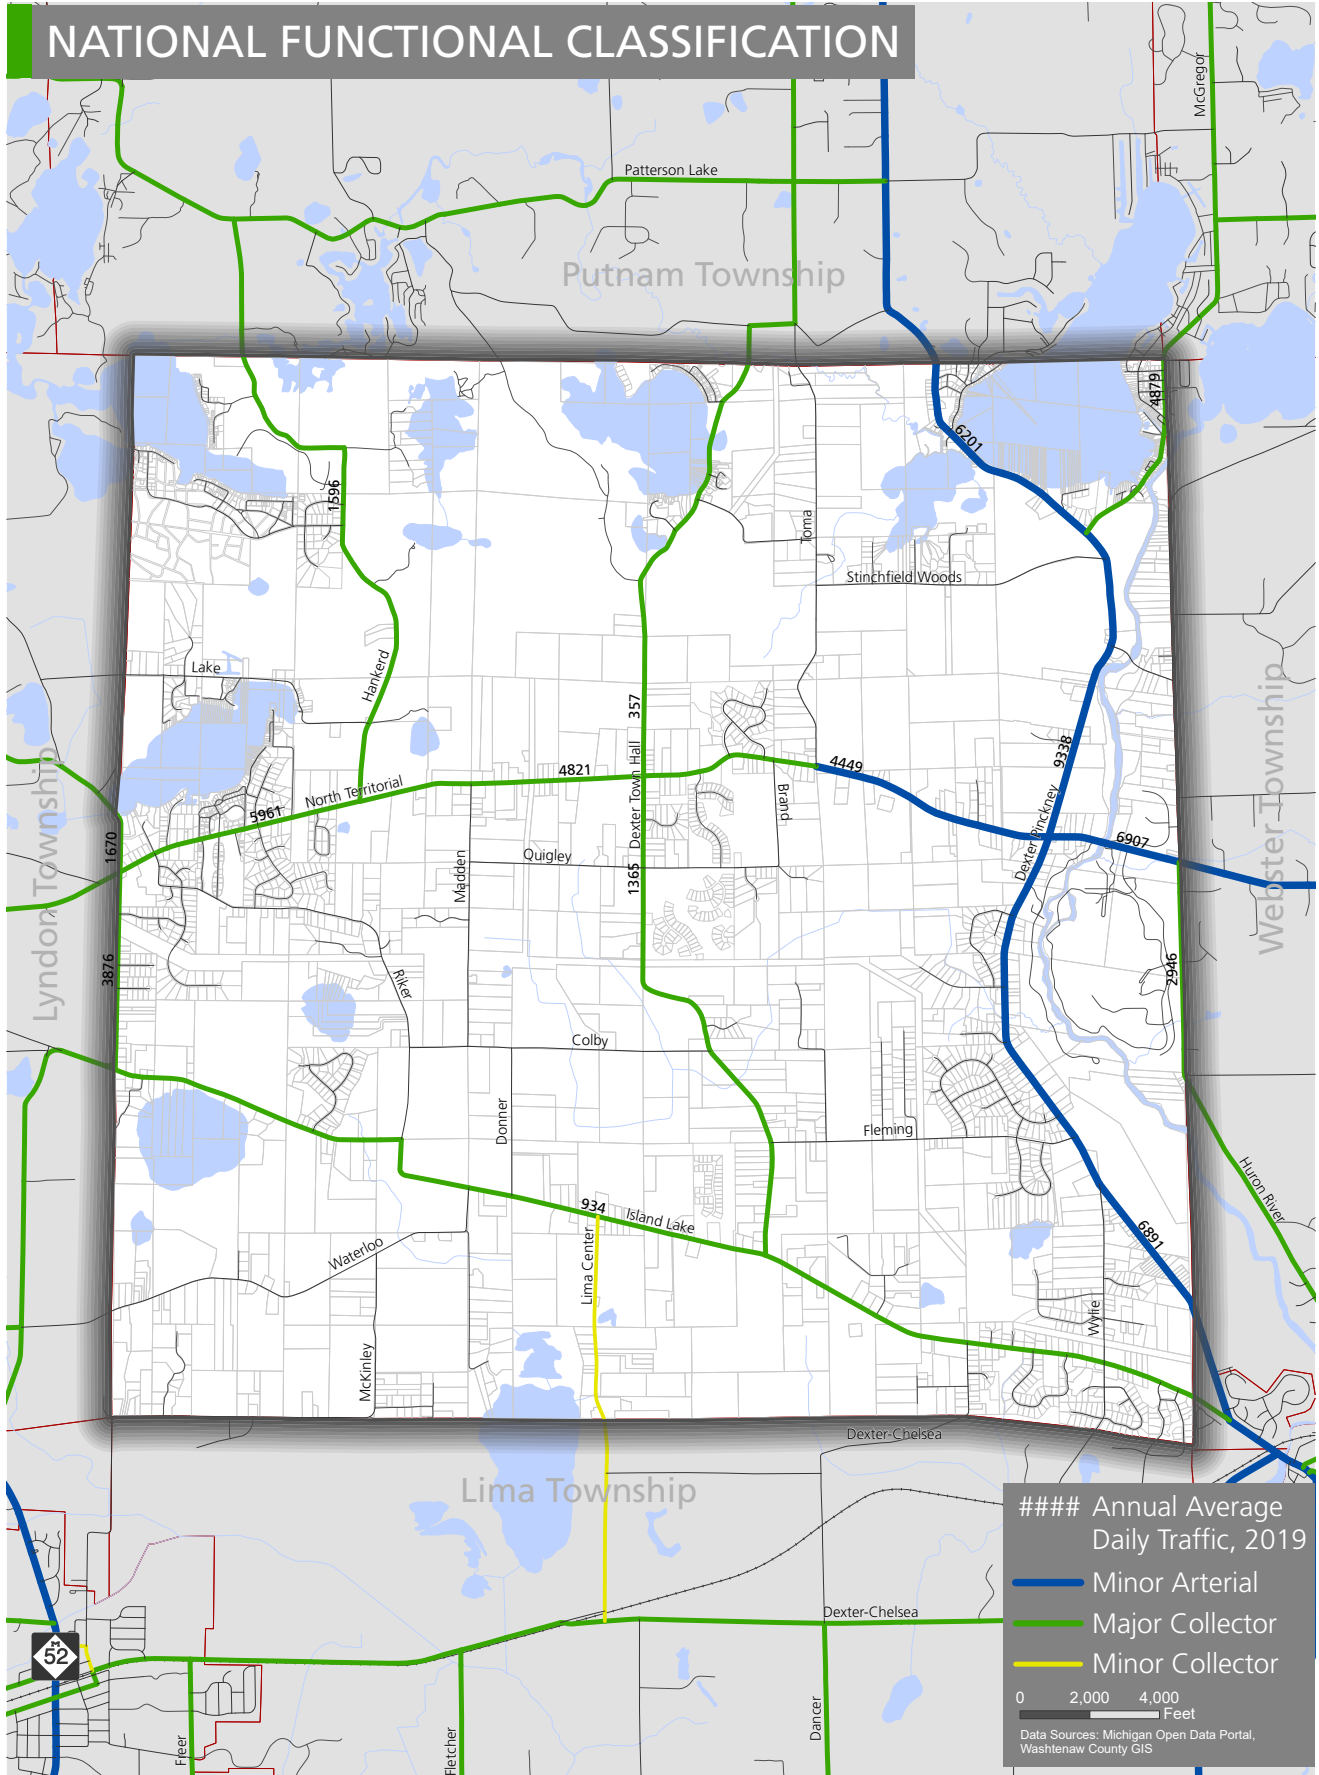 NATIONAL FUNCTIONAL CLASSIFICATION
McGregor
Patterson Lake
Putnam Township
4879
6201
1596
Toma
Stinchfield Woods
Lake
Hankerd
357
Webster Township
Lyndon Township
9338
4821
4449
Dexter Town Hall
North Territorial
5961
Brand
Dexter Pinckney
6907
1670
Quigley
Madden
1365
3876
Riker
2946
Colby
Donner
Fleming
Huron River
934
Island Lake
6891
Waterloo
Lima Center
Wylie
McKinley
Dexter-Chelsea
Lima Township
Dexter-Chelsea
M
52
Freer
Fletcher
Dancer
#### Annual Average
Daily Traffic, 2019
Minor Arterial
Major Collector
Minor Collector
0 2,000 4,000
Feet
Data Sources: Michigan Open Data Portal,
Washtenaw County GIS